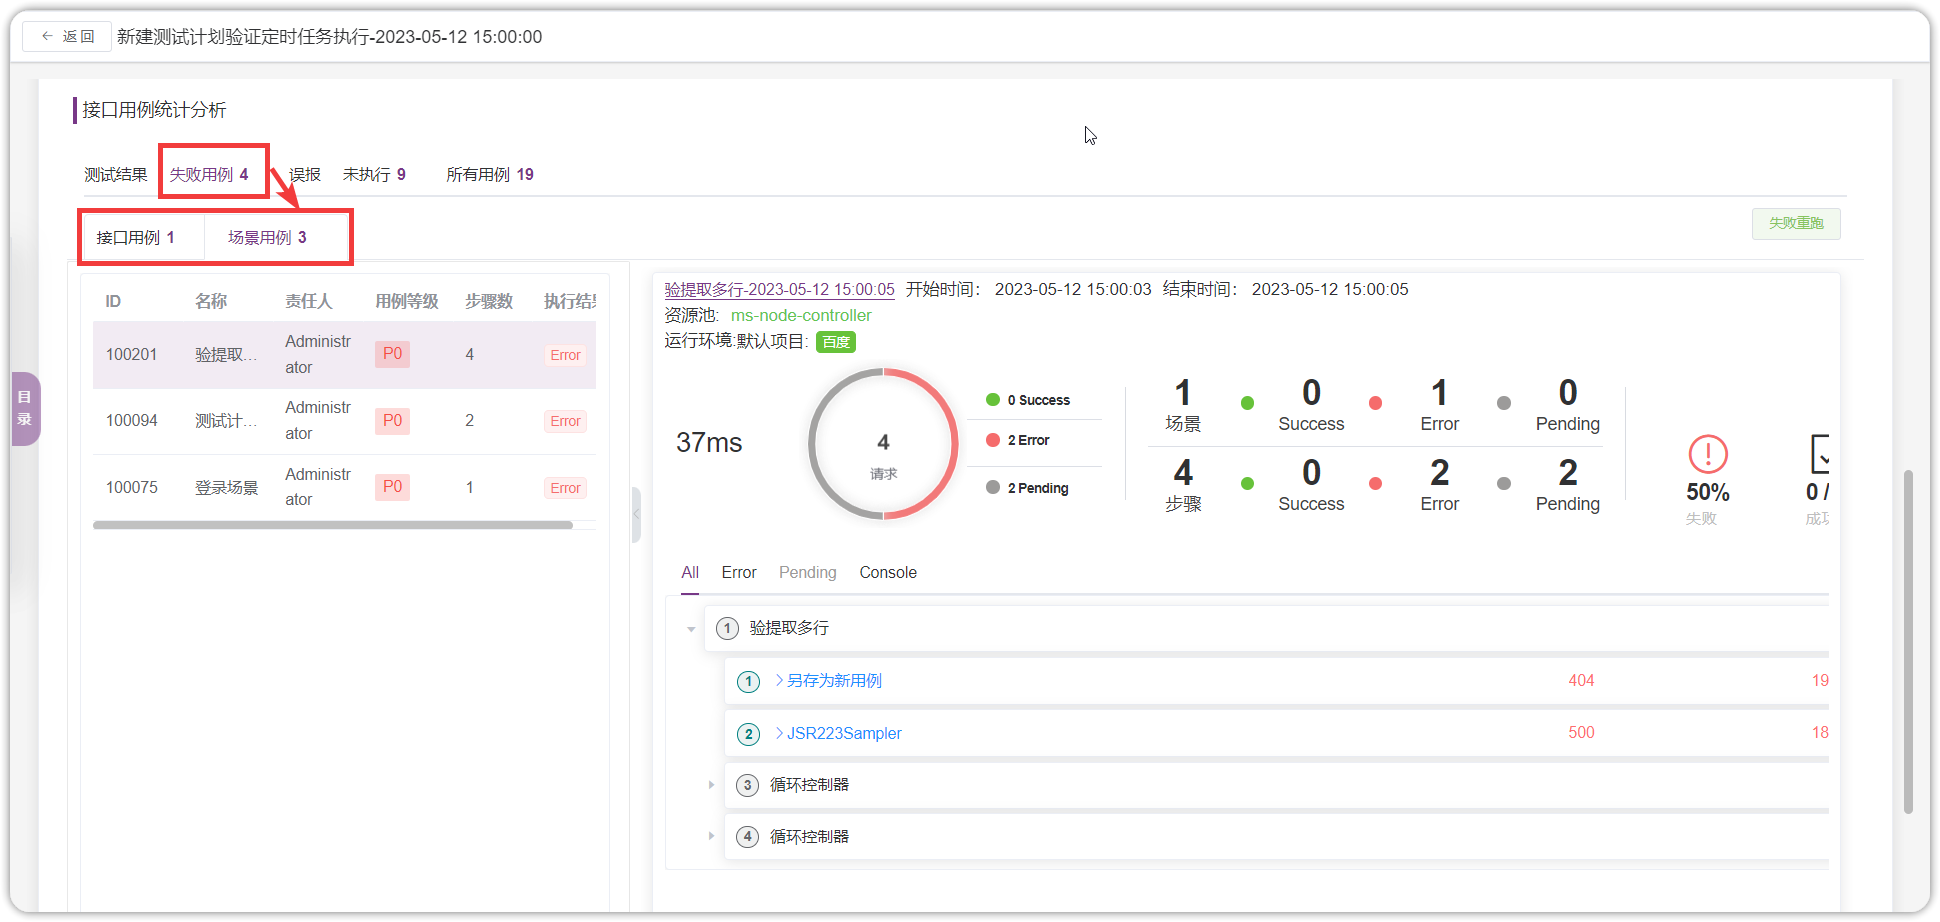 返回 新建测试计划验证定时任务执行-2023-05-12 15:00:00
接口用例统计分析
测试结果 失败用例 4 误报 未执行 9 所有用例 19
接口用例 1 场景用例 3
失败重跑
目录
ID 名称 责任人 用例等级 步骤数 执行结果
100201 验提取... Administrator P0 4 Error
100094 测试计... Administrator P0 2 Error
100075 登录场景 Administrator P0 1 Error
验提取多行-2023-05-12 15:00:05 开始时间： 2023-05-12 15:00:03 结束时间： 2023-05-12 15:00:05
资源池: ms-node-controller
运行环境:默认项目: 百度
37ms
4
请求
0 Success
2 Error
2 Pending
1 0 1 0
场景 Success Error Pending
4 0 2 2
步骤 Success Error Pending
50%
失败
0 /
成功
All Error Pending Console
1 验提取多行
1 >另存为新用例 404 19
2 >JSR223Sampler 500 18
3 循环控制器
4 循环控制器